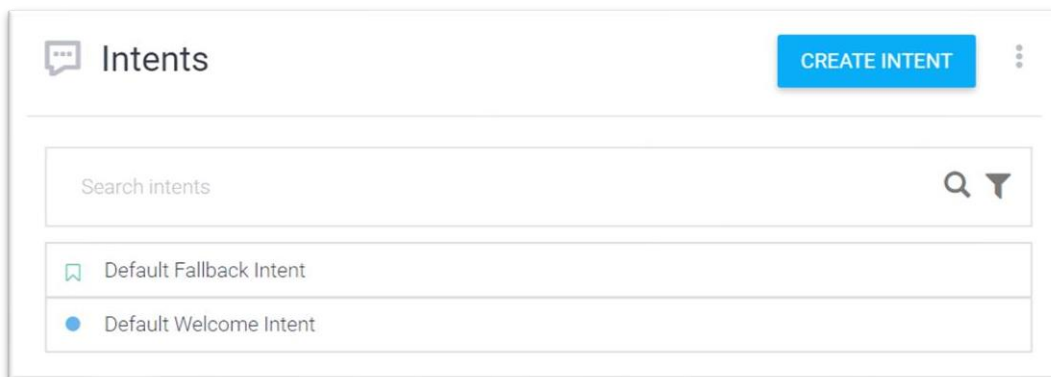 Intents
CREATE INTENT
Search intents
Default Fallback Intent
Default Welcome Intent